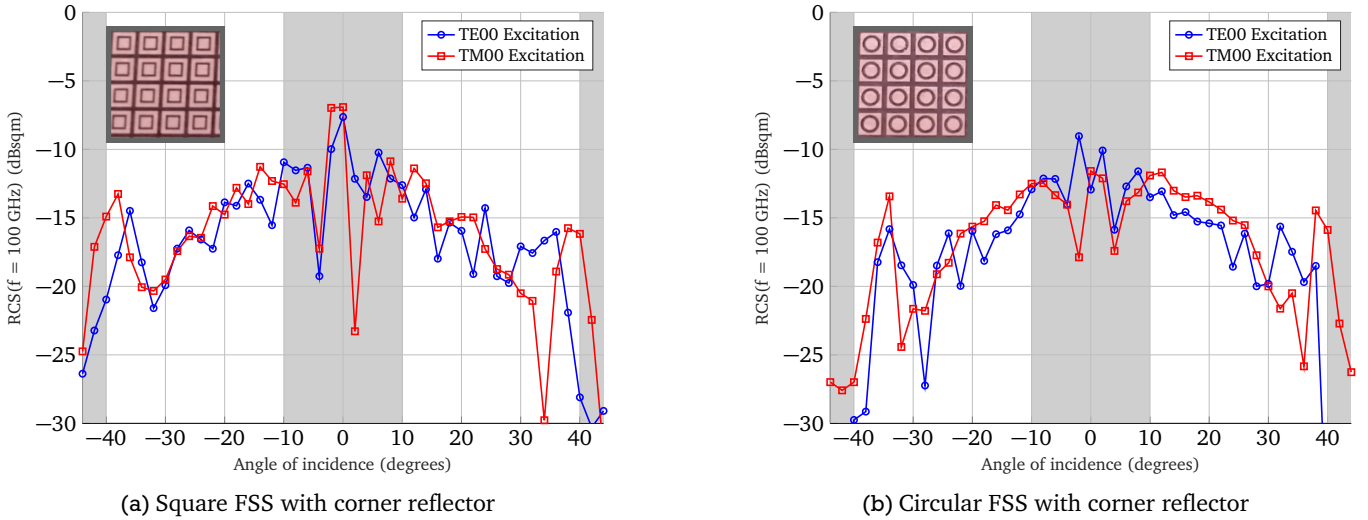 0
−5
−10
−15
−20
−25
−30
RCS(f = 100 GHz) (dBsqm)
TE00 Excitation
TM00 Excitation
−40 −30 −20 −10 0 10 20 30 40
Angle of incidence (degrees)
(a) Square FSS with corner reflector
0
−5
−10
−15
−20
−25
−30
RCS(f = 100 GHz) (dBsqm)
TE00 Excitation
TM00 Excitation
−40 −30 −20 −10 0 10 20 30 40
Angle of incidence (degrees)
(b) Circular FSS with corner reflector